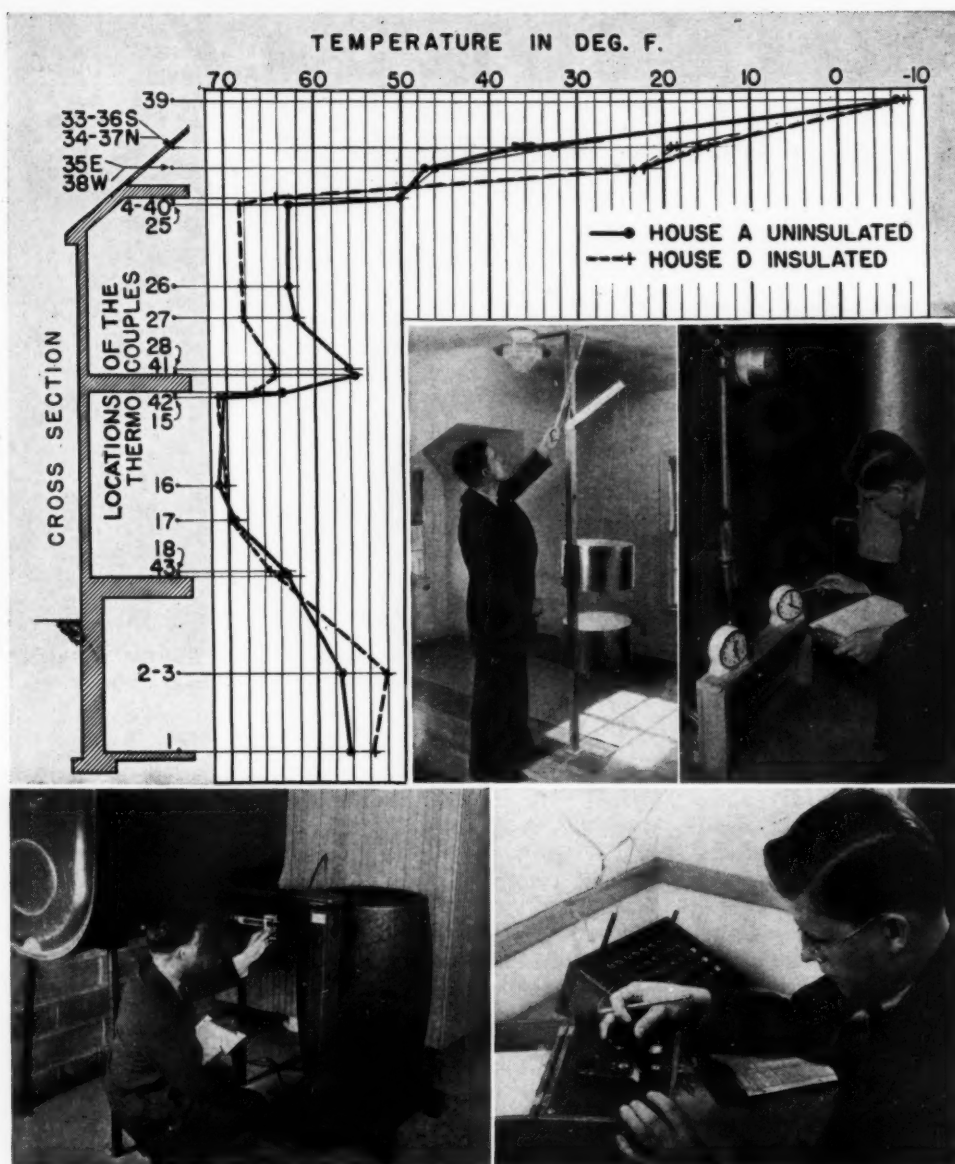 TEMPERATURE IN DEG. F.
70 60 50 40 30 20 10 0 -10
39
33-36S
34-37N
35E
38W
4-40
25
26
27
28
41
42
15
16
17
18
43
2-3
1
CROSS SECTION
LOCATIONS OF THE
THERMO COUPLES
HOUSE A UNINSULATED
HOUSE D INSULATED